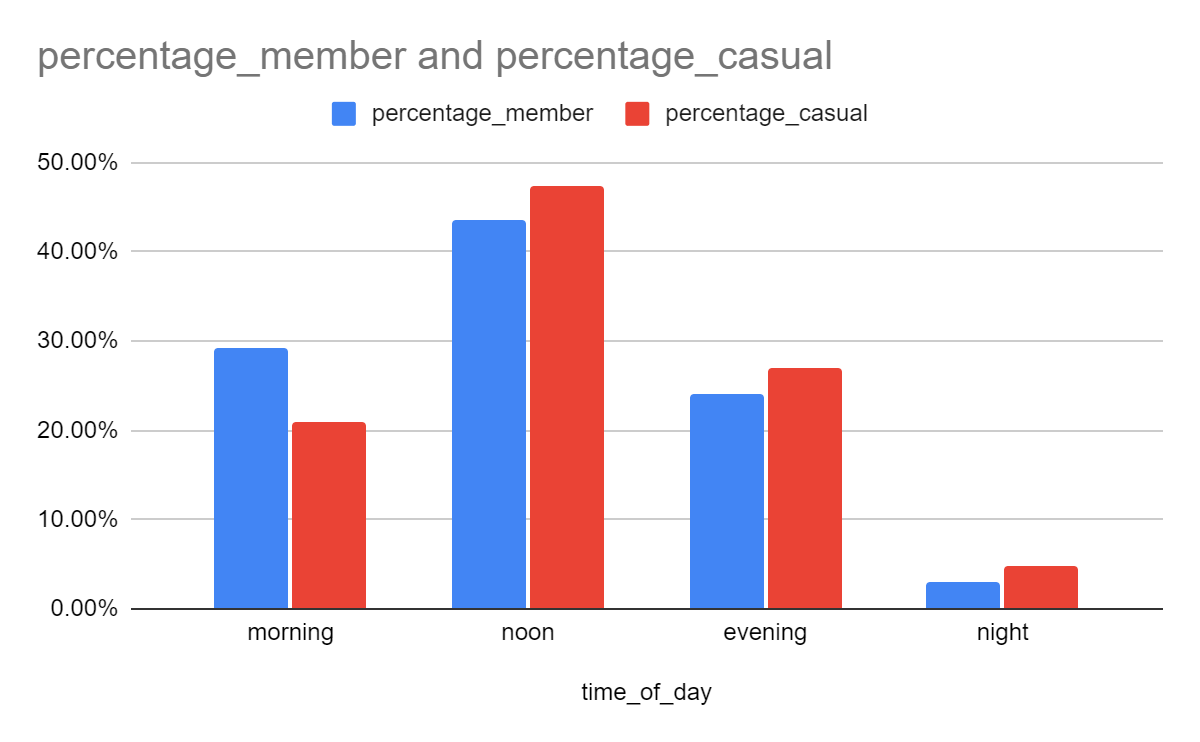 percentage_member and percentage_casual
percentage_member percentage_casual
50.00%
40.00%
30.00%
20.00%
10.00%
0.00%
morning noon evening night
time_of_day